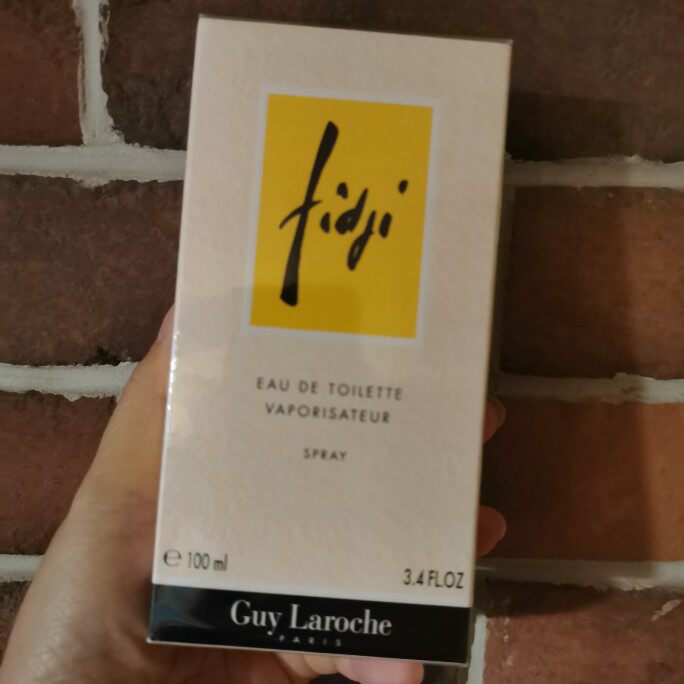 fidji
EAU DE TOILETTE
VAPORISATEUR
SPRAY
℮ 100 ml
3.4 FL.OZ
Guy Laroche
PARIS